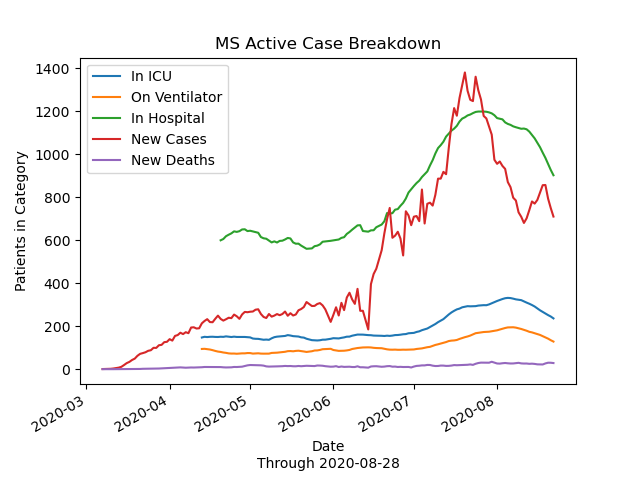 MS Active Case Breakdown
In ICU
On Ventilator
In Hospital
New Cases
New Deaths
Patients in Category
1400
1200
1000
800
600
400
200
0
2020-03
2020-04
2020-05
2020-06
2020-07
2020-08
Date
Through 2020-08-28